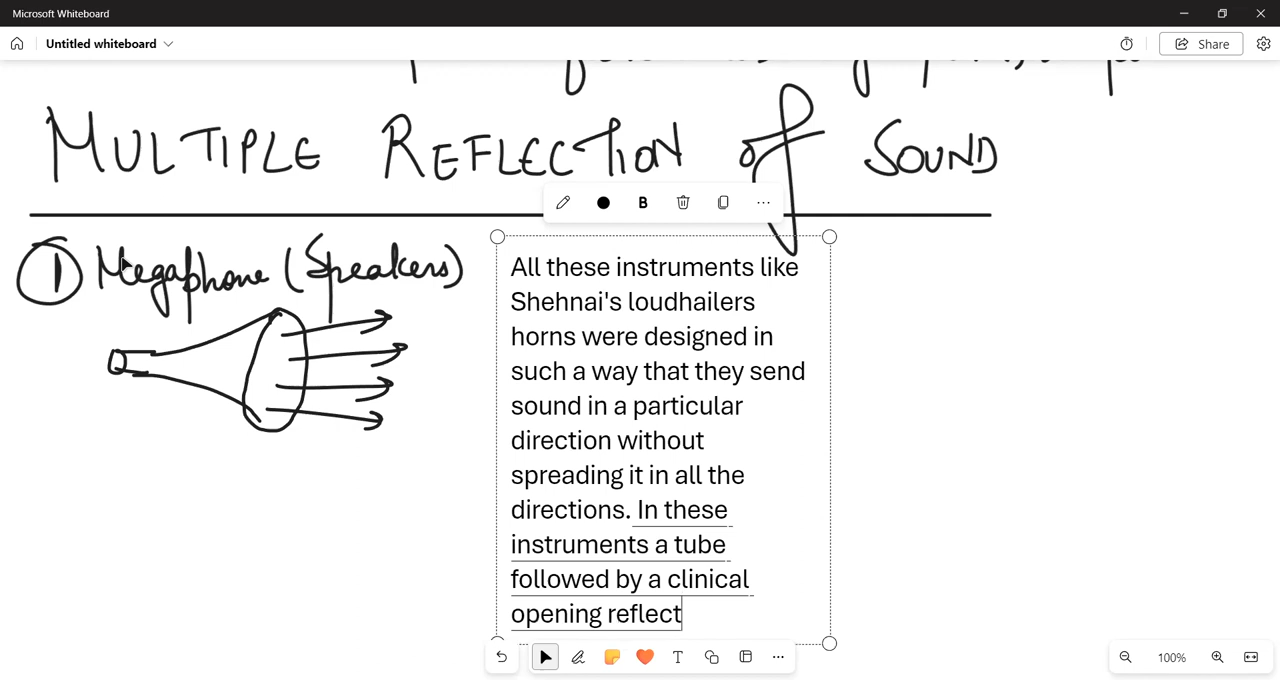 Microsoft Whiteboard
Untitled whiteboard
Share
MULTIPLE REFLECTION of SOUND
B
1 Megaphone (Speakers)
All these instruments like
Shehnai's loudhailers
horns were designed in
such a way that they send
sound in a particular
direction without
spreading it in all the
directions. In these
instruments a tube
followed by a clinical
opening reflect
T
100%